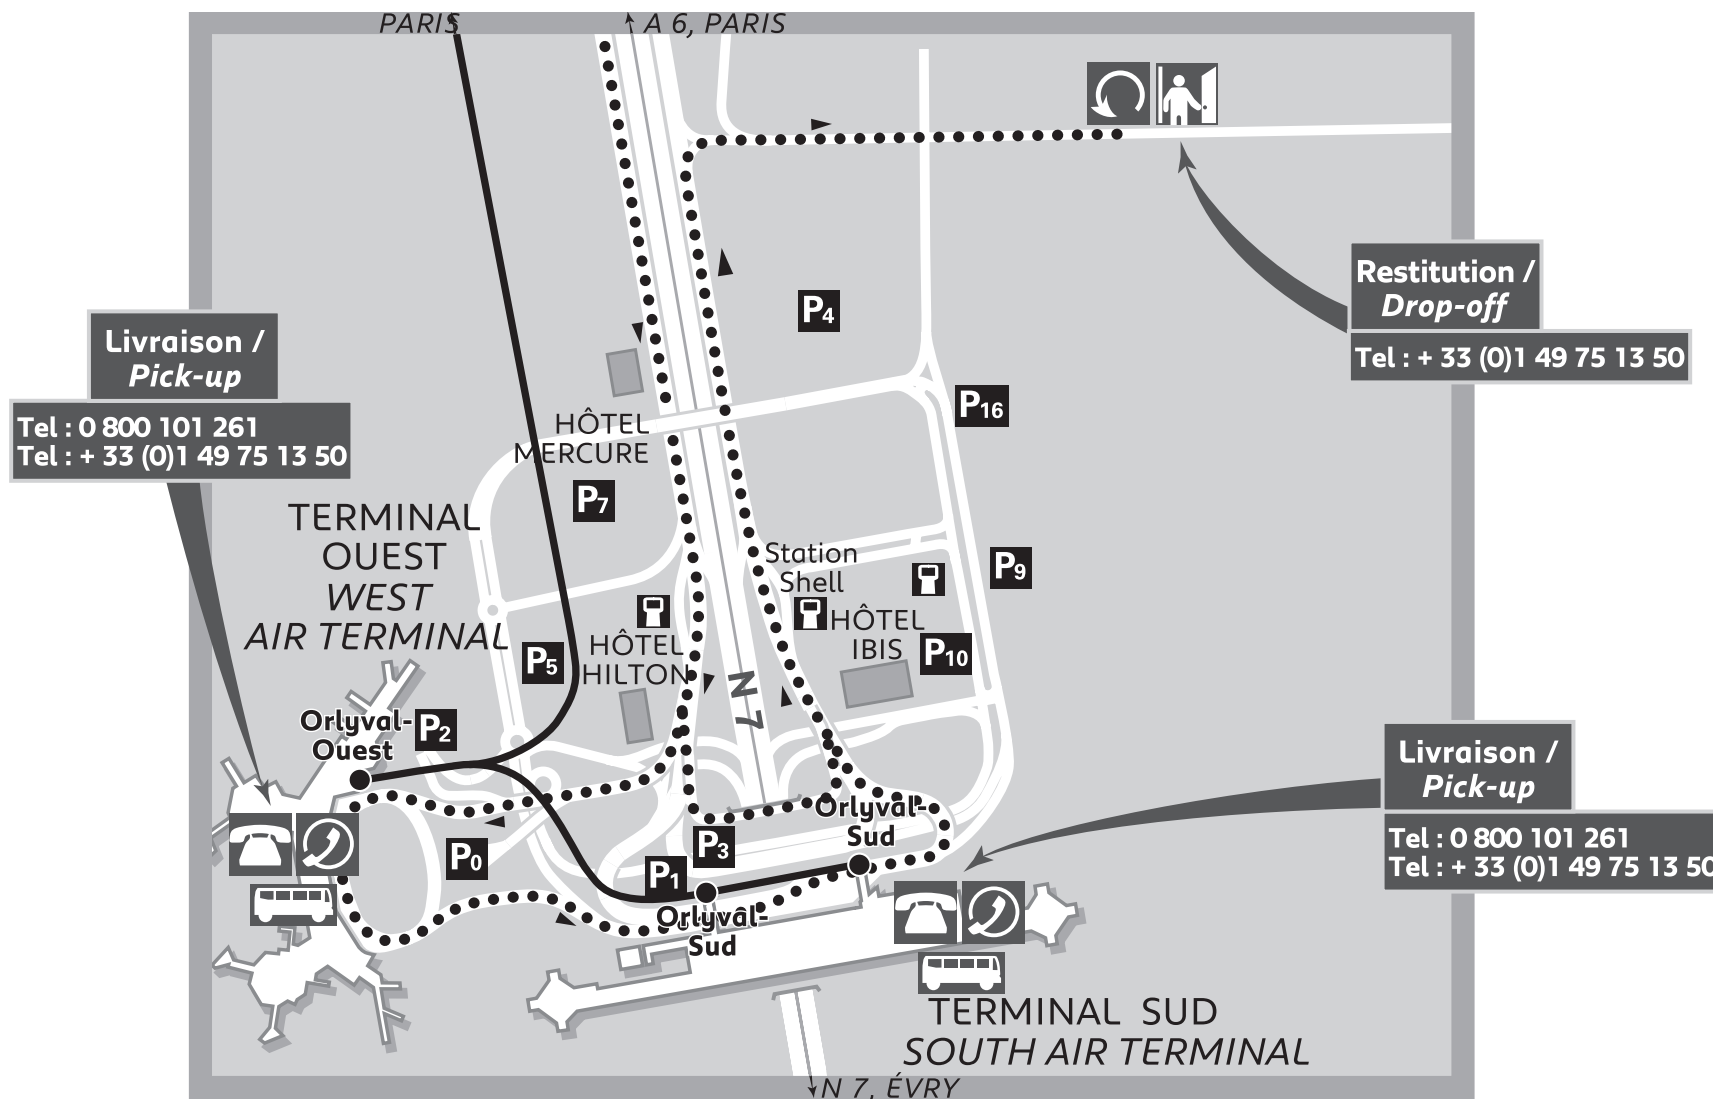 PARIS
A 6, PARIS
Restitution /
Drop-off
Tel : + 33 (0)1 49 75 13 50
Livraison /
Pick-up
Tel : 0 800 101 261
Tel : + 33 (0)1 49 75 13 50
P4
P16
HÔTEL
MERCURE
P7
TERMINAL
OUEST
WEST
AIR TERMINAL
Station
Shell
P9
HÔTEL
IBIS
P10
HÔTEL
HILTON
P5
N 7
Orlyval-
Ouest
P2
Livraison /
Pick-up
Tel : 0 800 101 261
Tel : + 33 (0)1 49 75 13 50
Orlyval-
Sud
P3
P0
P1
Orlyval-
Sud
TERMINAL SUD
SOUTH AIR TERMINAL
N 7, ÉVRY